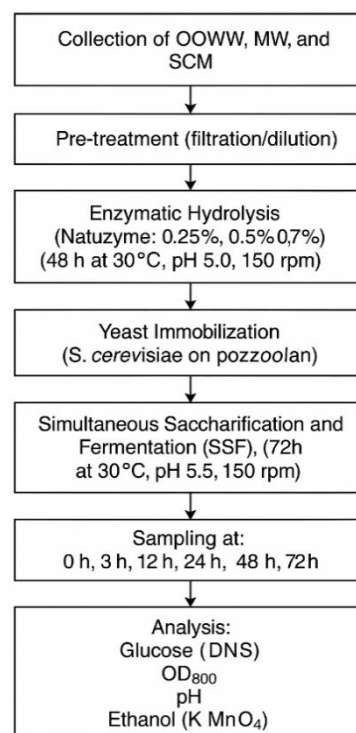 Collection of OOWW, MW, and
SCM
Pre-treatment (filtration/dilution)
Enzymatic Hydrolysis
(Natuzyme: 0.25%, 0.5% 0,7%)
(48 h at 30°C, pH 5.0, 150 rpm)
Yeast Immobilization
(S. cerevisiae on pozzoolan)
Simultaneous Saccharification and
Fermentation (SSF), (72h
at 30°C, pH 5.5, 150 rpm)
Sampling at:
0 h, 3 h, 12 h, 24 h, 48 h, 72h
Analysis:
Glucose (DNS)
OD₈₀₀
pH
Ethanol (K MnO₄)